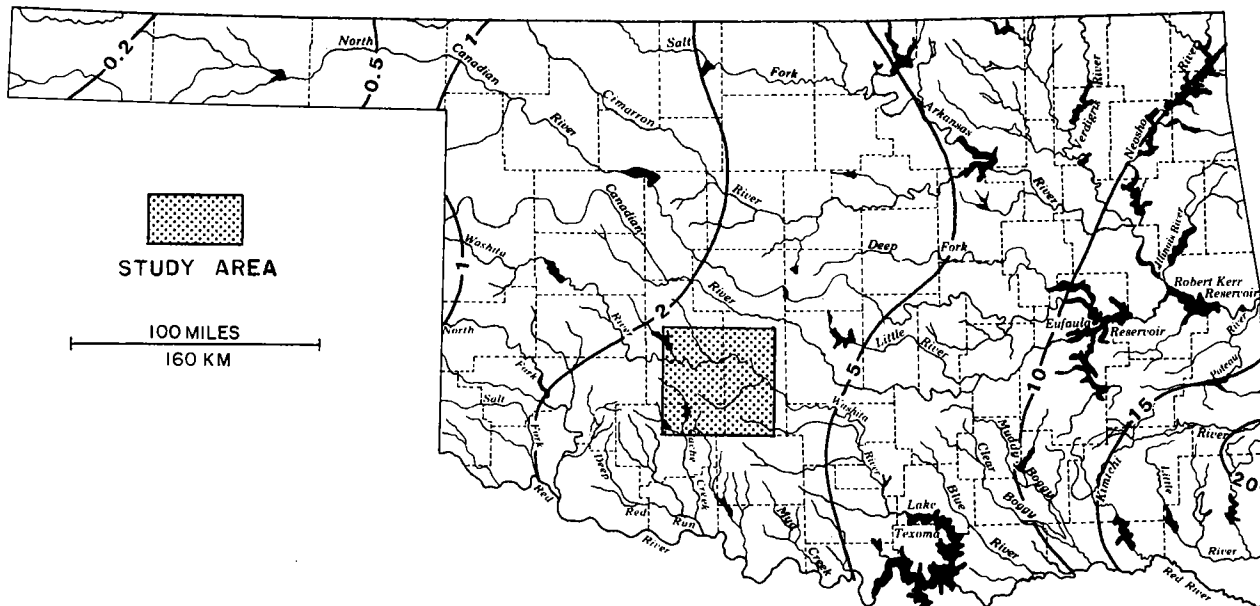 0.2
North
0.5
1
Canadian
River
Salt
Fork
Cimarron
River
Arkansas
River
Verdigris
River
Neosho
River
STUDY AREA
100 MILES
160 KM
1
Washita
River
Canadian
River
2
Deep
Fork
Little
River
5
Illinois River
Robert Kerr
Reservoir
Eufaula
Reservoir
River
Poteau
10
15
20
North
Fork
Salt
Fork
Red
Deep
Red
Run
River
Creek
Mud
Creek
Washita
River
Lake
Texoma
Blue
River
Clear
Boggy
Muddy
Boggy
Kimichi
River
Little
River
Red River